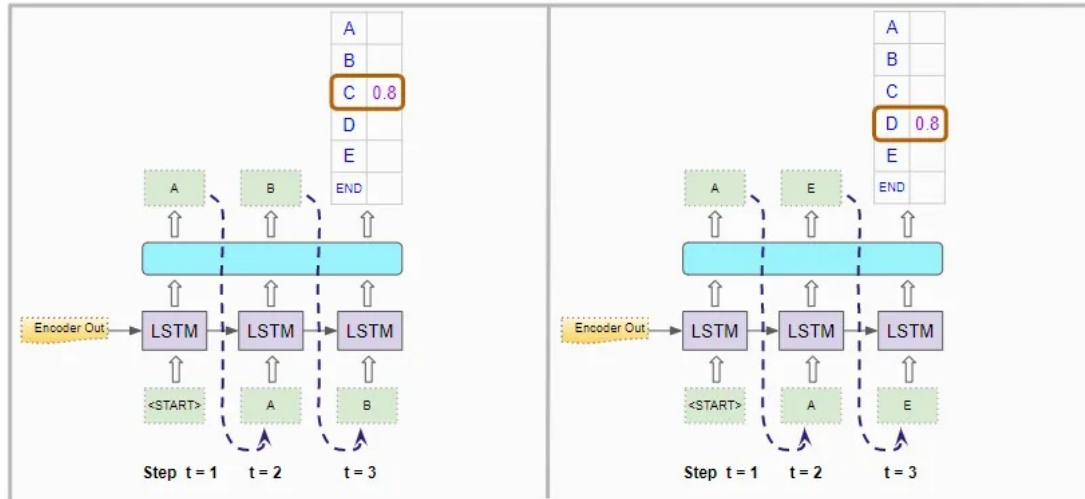 A
B
C 0.8
D
E
END
A B
Encoder Out
LSTM LSTM LSTM
<START> A B
Step t = 1 t = 2 t = 3
A
B
C
D 0.8
E
END
A E
Encoder Out
LSTM LSTM LSTM
<START> A E
Step t = 1 t = 2 t = 3